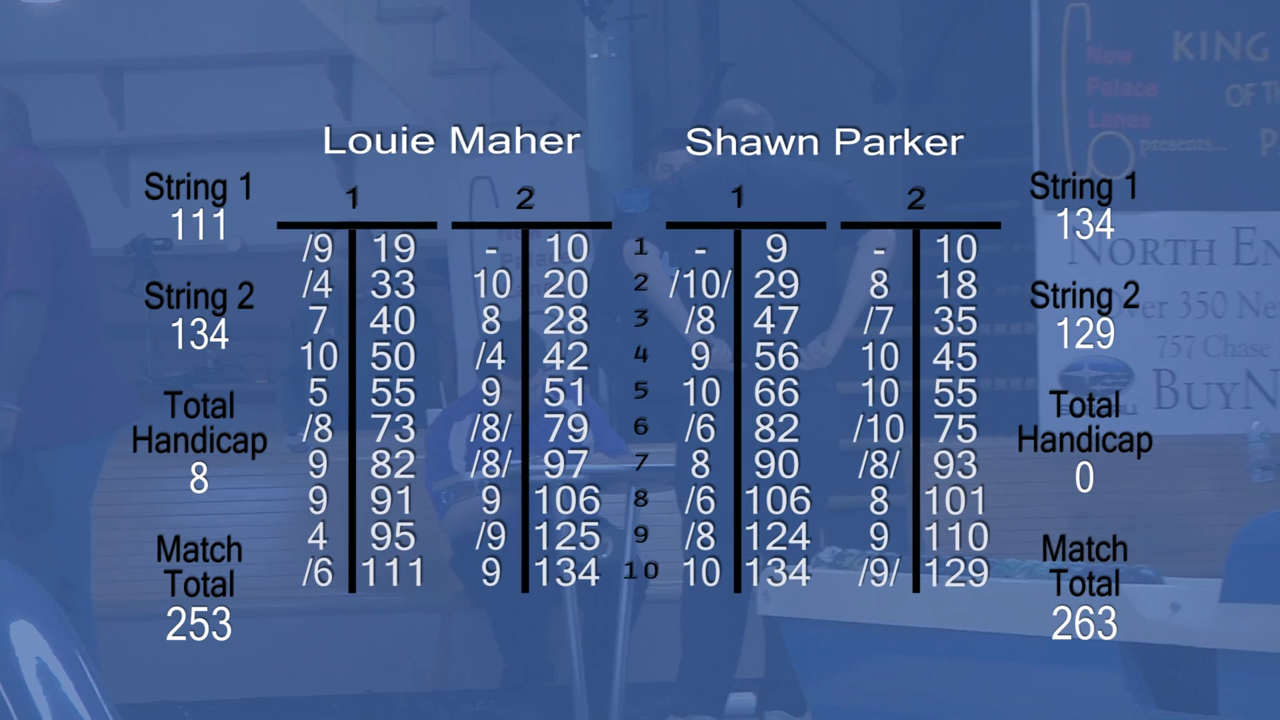 Louie Maher Shawn Parker
String 1
111
String 2
134
Total
Handicap
8
Match
Total
253
1 2 1 2
/9 19 - 10 1 - 9 - 10
/4 33 10 20 2 /10/ 29 8 18
7 40 8 28 3 /8 47 /7 35
10 50 /4 42 4 9 56 10 45
5 55 9 51 5 10 66 10 55
/8 73 /8/ 79 6 /6 82 /10 75
9 82 /8/ 97 7 8 90 /8/ 93
9 91 9 106 8 /6 106 8 101
4 95 /9 125 9 /8 124 9 110
/6 111 9 134 10 10 134 /9/ 129
String 1
134
String 2
129
Total
Handicap
0
Match
Total
263
New
Palace
Lanes
presents...
KING
OF
NORTH EN
Over 350 Ne
757 Chase
BUYN